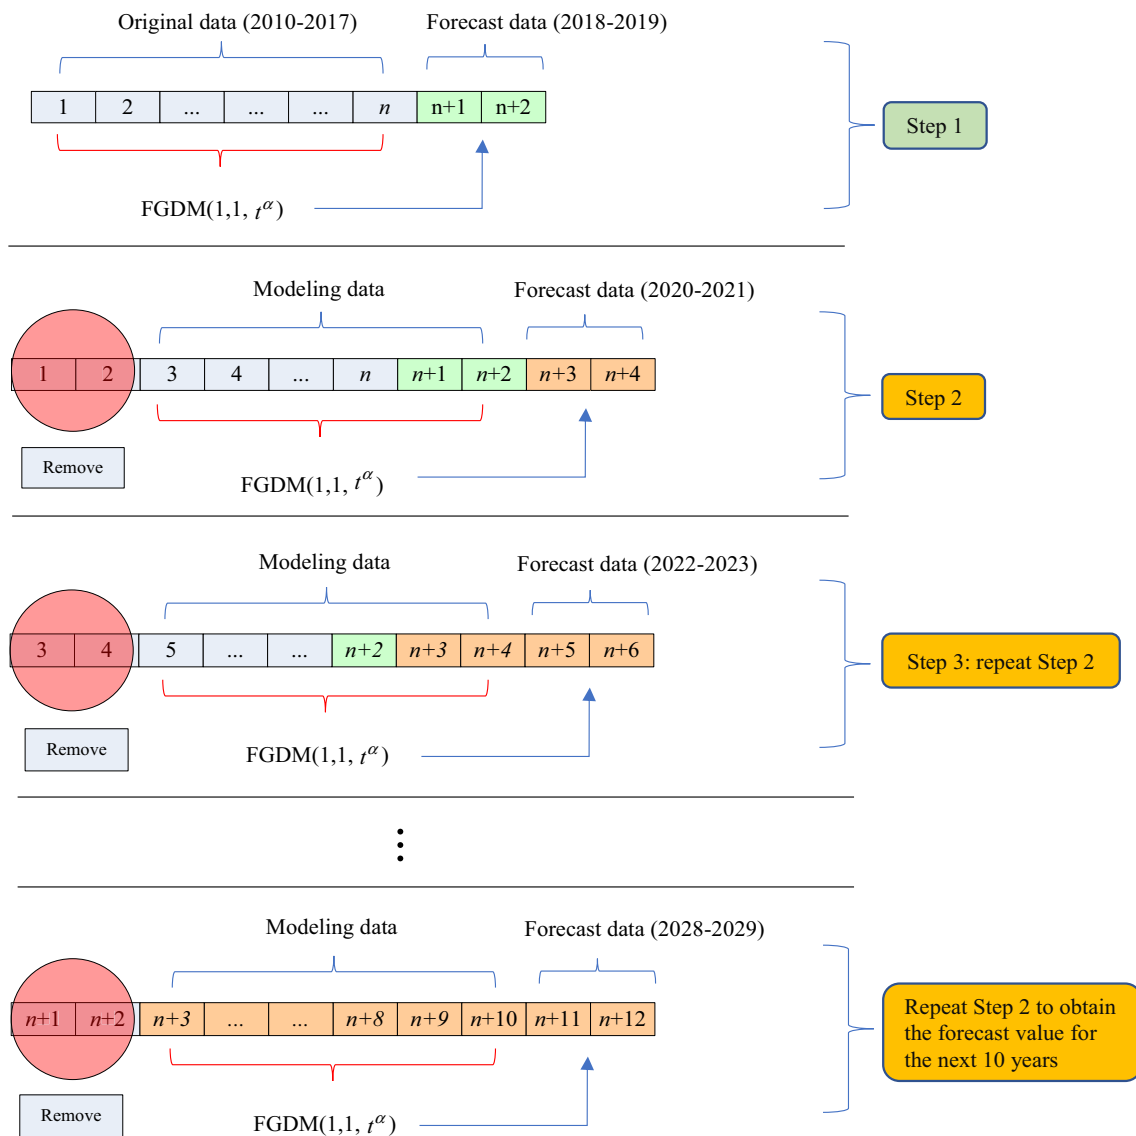 Original data (2010-2017)
Forecast data (2018-2019)
1 2 ... ... ... n n+1 n+2
Step 1
FGDM(1,1, t^α)
Modeling data
Forecast data (2020-2021)
1 2 3 4 ... n n+1 n+2 n+3 n+4
Step 2
Remove
FGDM(1,1, t^α)
Modeling data
Forecast data (2022-2023)
3 4 5 ... ... n+2 n+3 n+4 n+5 n+6
Step 3: repeat Step 2
Remove
FGDM(1,1, t^α)
⋮
Modeling data
Forecast data (2028-2029)
n+1 n+2 n+3 ... ... n+8 n+9 n+10 n+11 n+12
Repeat Step 2 to obtain
the forecast value for
the next 10 years
Remove
FGDM(1,1, t^α)